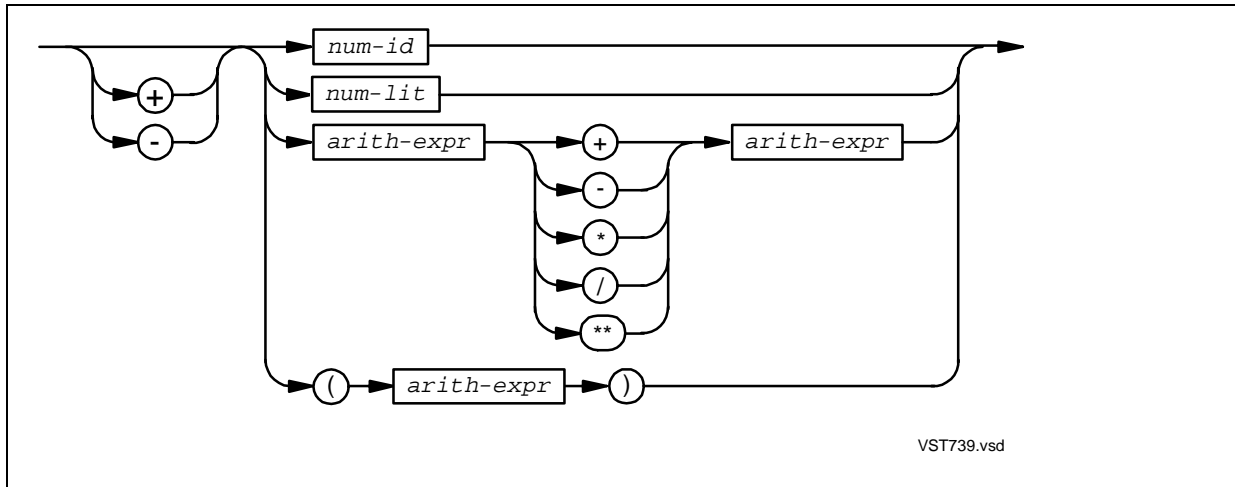 num-id
+ num-lit
- arith-expr + arith-expr
-
*
/
**
( arith-expr )
VST739.vsd